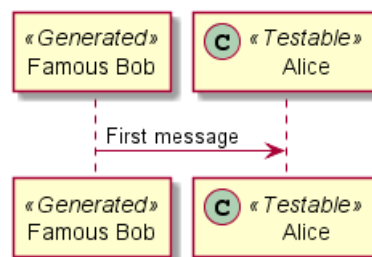 «Generated»
Famous Bob
C «Testable»
Alice
First message
«Generated»
Famous Bob
C «Testable»
Alice